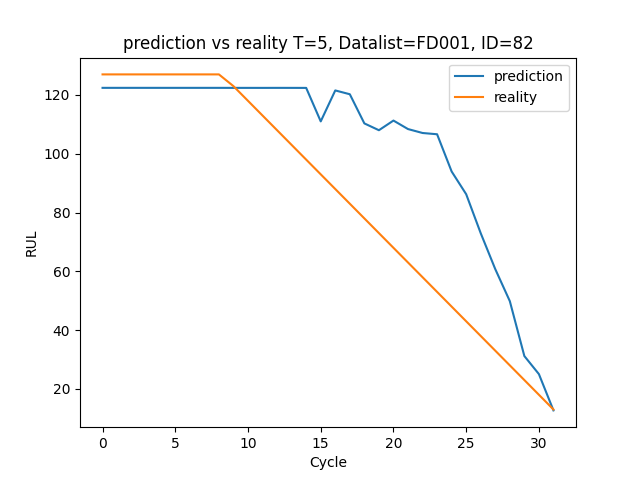 prediction vs reality T=5, Datalist=FD001, ID=82
prediction
reality
RUL
120
100
80
60
40
20
0 5 10 15 20 25 30
Cycle